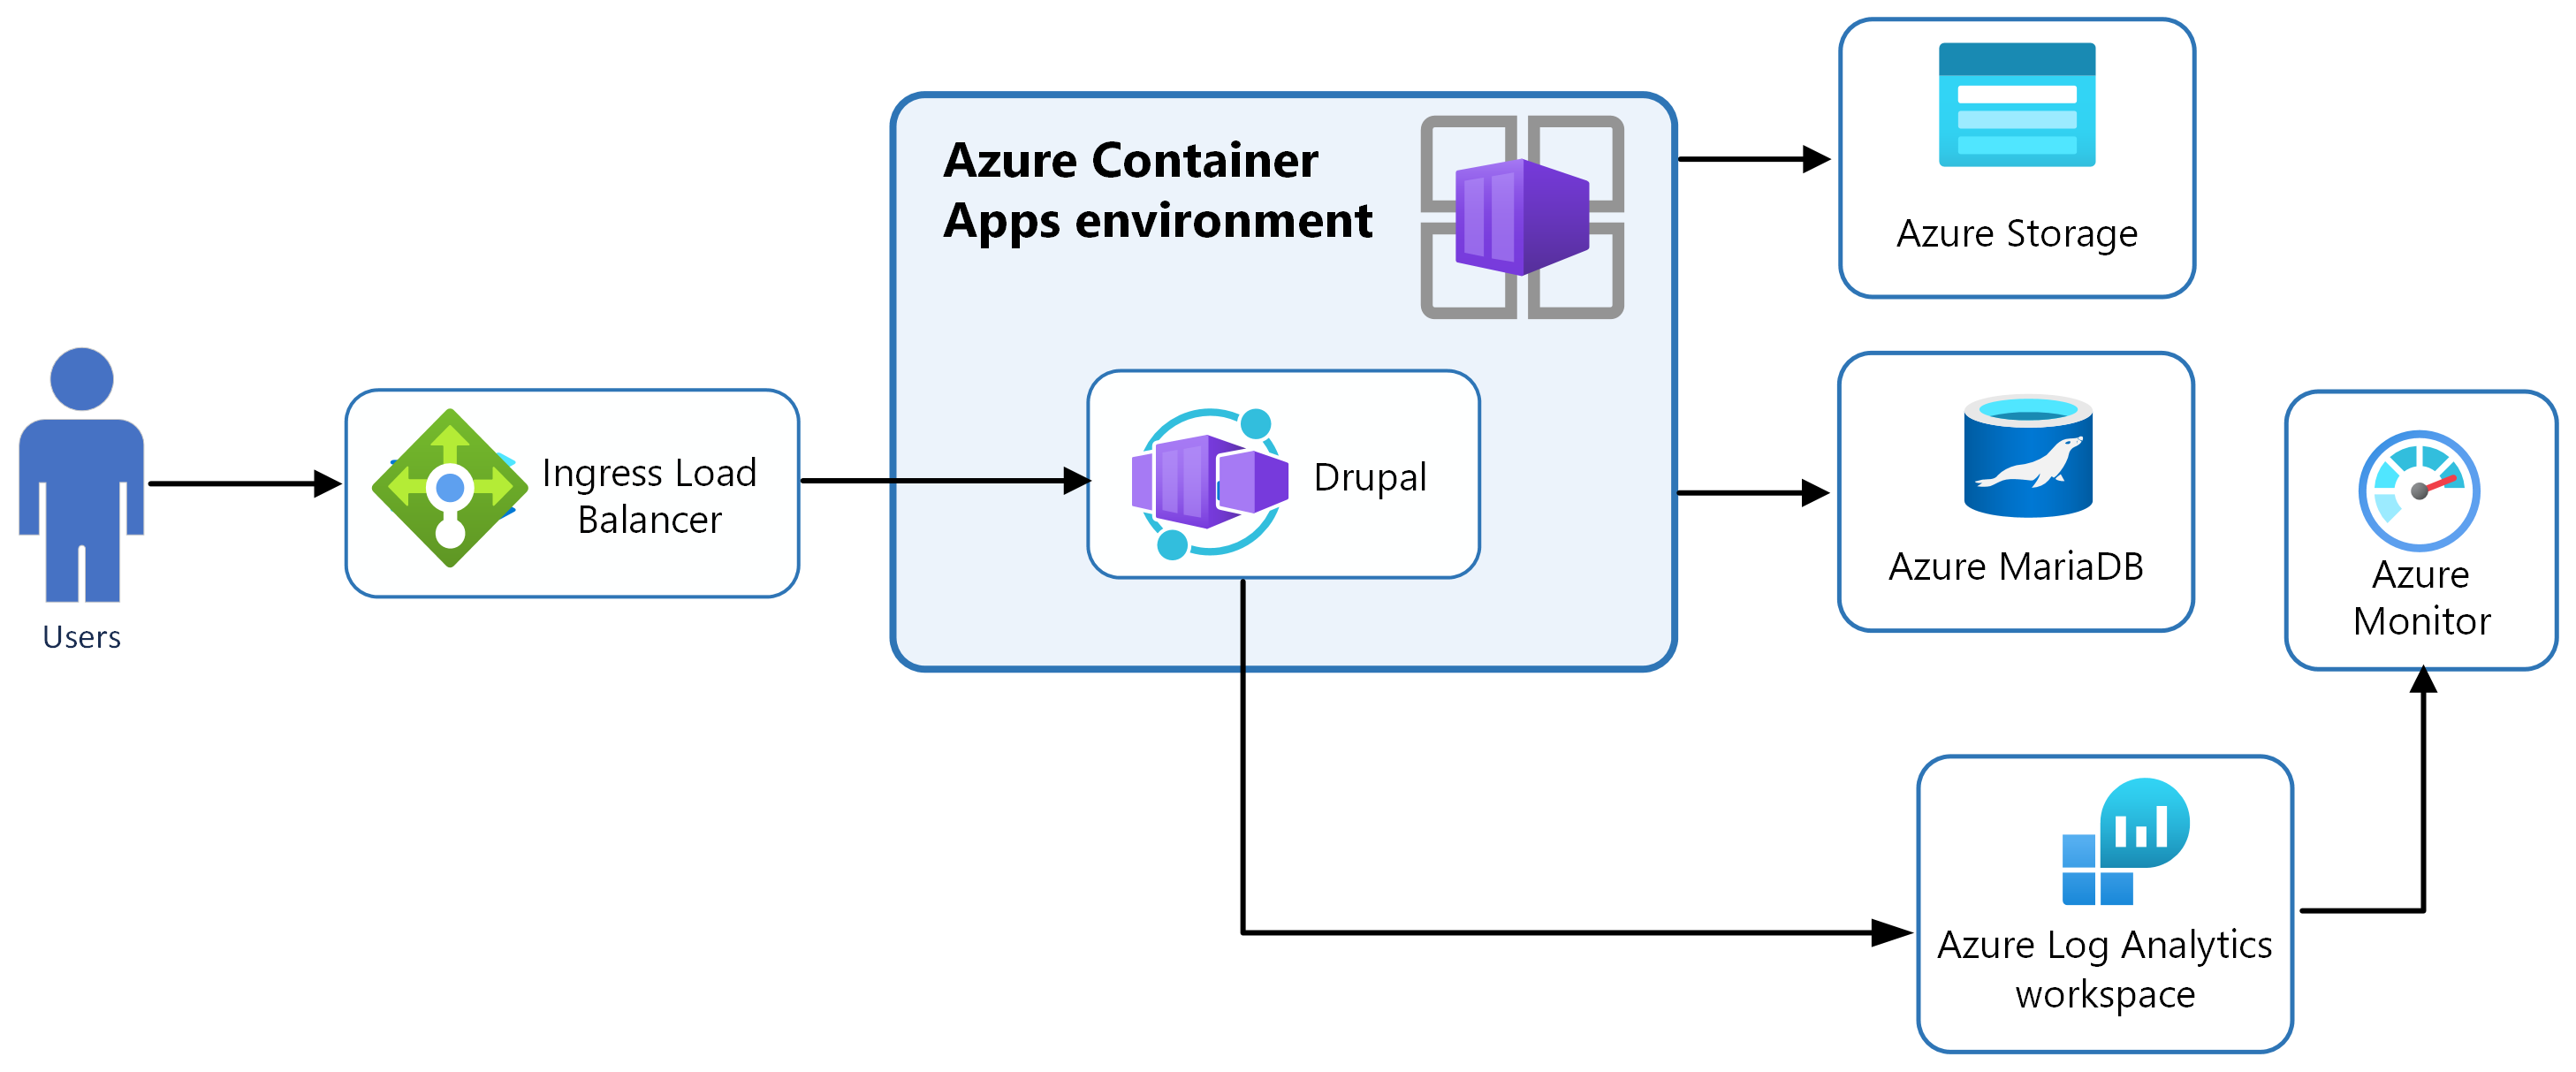 Azure Container
Apps environment
Azure Storage
Users
Ingress Load
Balancer
Drupal
Azure MariaDB
Azure
Monitor
Azure Log Analytics
workspace